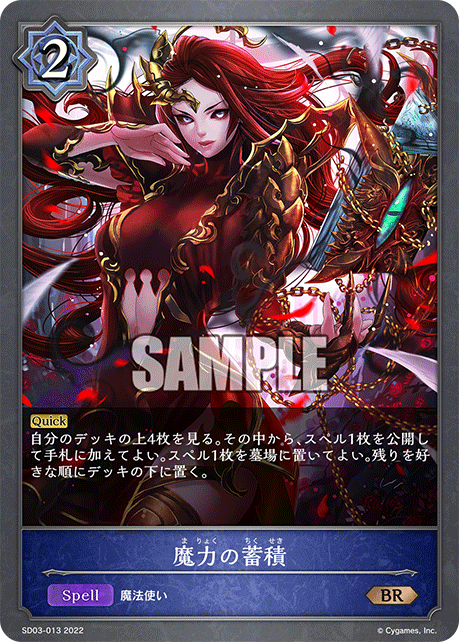 2
SAMPLE
Quick
自分のデッキの上4枚を見る。その中から、スペル1枚を公開し
て手札に加えてよい。スペル1枚を墓場に置いてよい。残りを好
きな順にデッキの下に置く。
まりょく ちくせき
魔力の蓄積
Spell 魔法使い BR
SD03-013 2022 © Cygames, Inc.